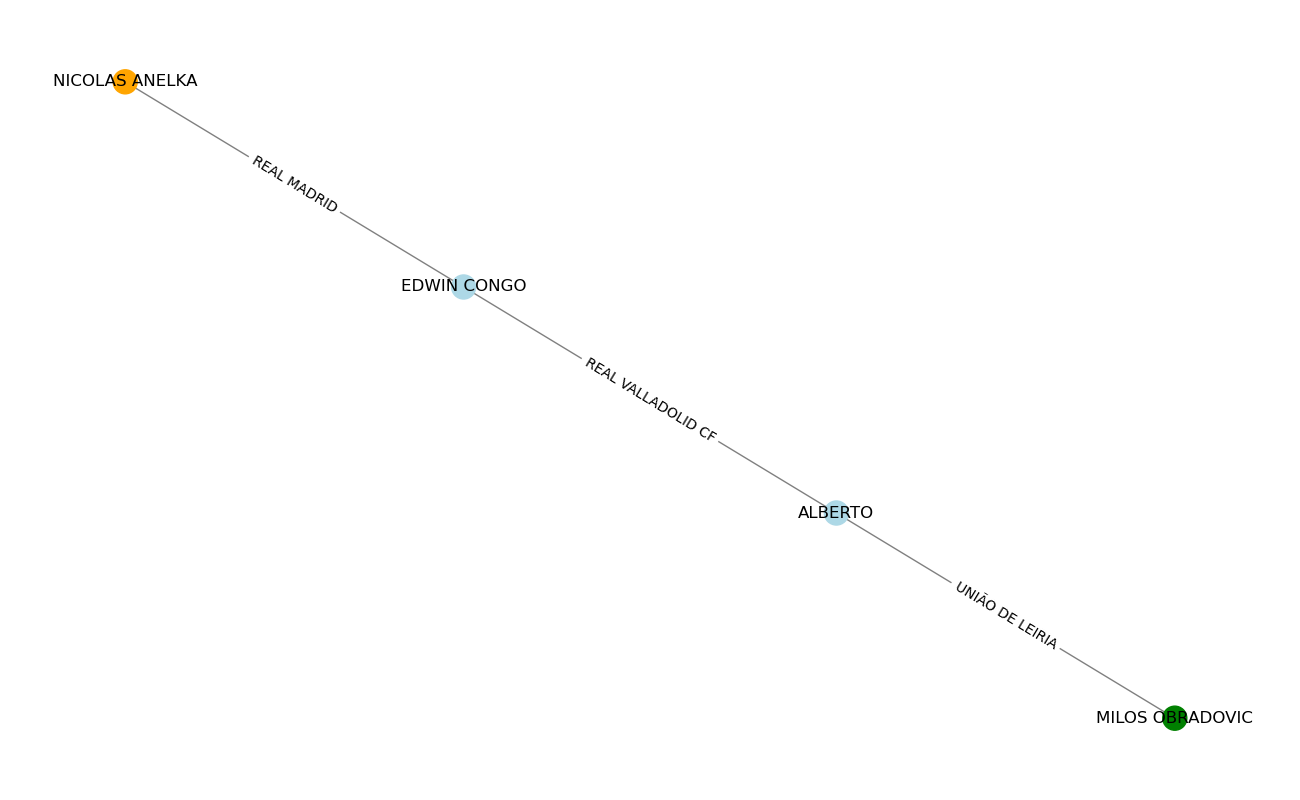 NICOLAS ANELKA
REAL MADRID
EDWIN CONGO
REAL VALLADOLID CF
ALBERTO
UNIÃO DE LEIRIA
MILOS OBRADOVIC